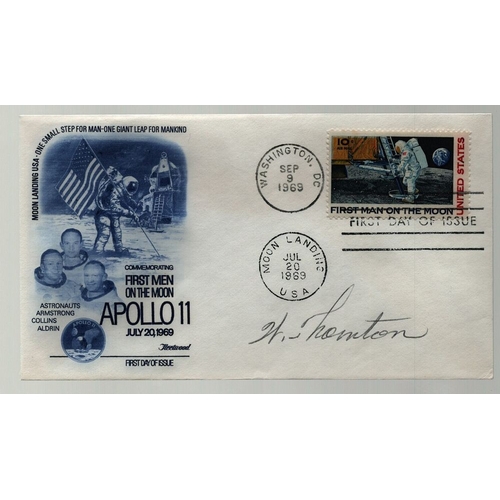 MOON LANDING USA · ONE SMALL STEP FOR MAN-ONE GIANT LEAP FOR MANKIND
COMMEMORATING
FIRST MEN
ON THE MOON
APOLLO 11
JULY 20, 1969
ASTRONAUTS
ARMSTRONG
COLLINS
ALDRIN
APOLLO 11
Fleetwood
FIRST DAY OF ISSUE
WASHINGTON, DC
SEP
9
1969
MOON LANDING
JUL
20
1969
USA
10¢
UNITED STATES
FIRST MAN ON THE MOON
FIRST DAY OF ISSUE
W. Thornton